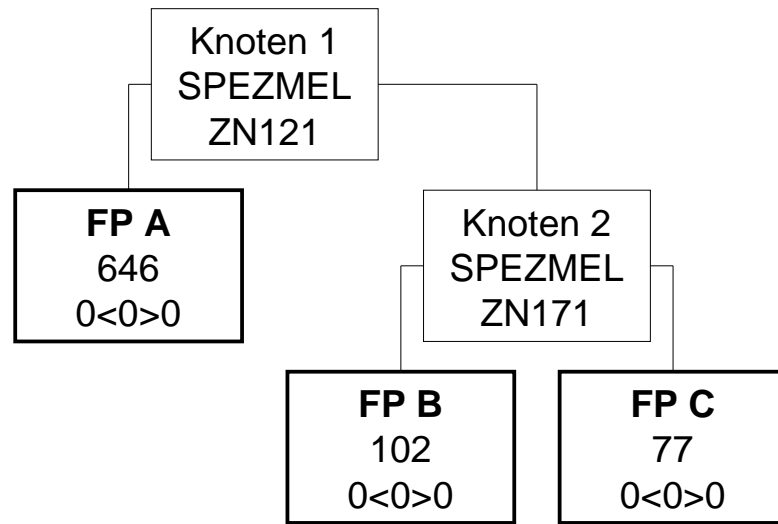 Knoten 1
SPEZMEL
ZN121
FP A
646
0<0>0
Knoten 2
SPEZMEL
ZN171
FP B
102
0<0>0
FP C
77
0<0>0